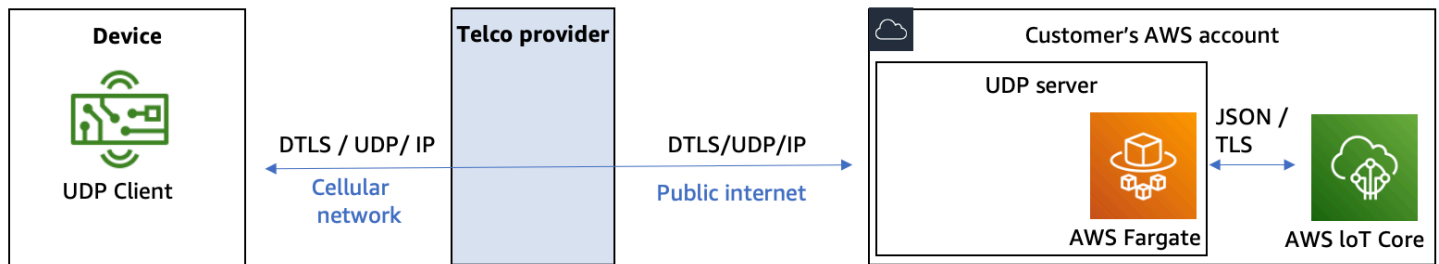 Device
UDP Client
DTLS / UDP/ IP
Cellular
network
Telco provider
DTLS/UDP/IP
Public internet
Customer's AWS account
UDP server
AWS Fargate
JSON /
TLS
AWS IoT Core